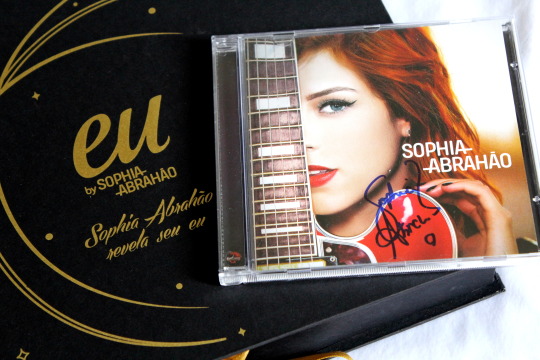 eu
by SOPHIA
ABRAHÃO
Sophia Abrahão
revela seu eu
SOPHIA
ABRAHÃO